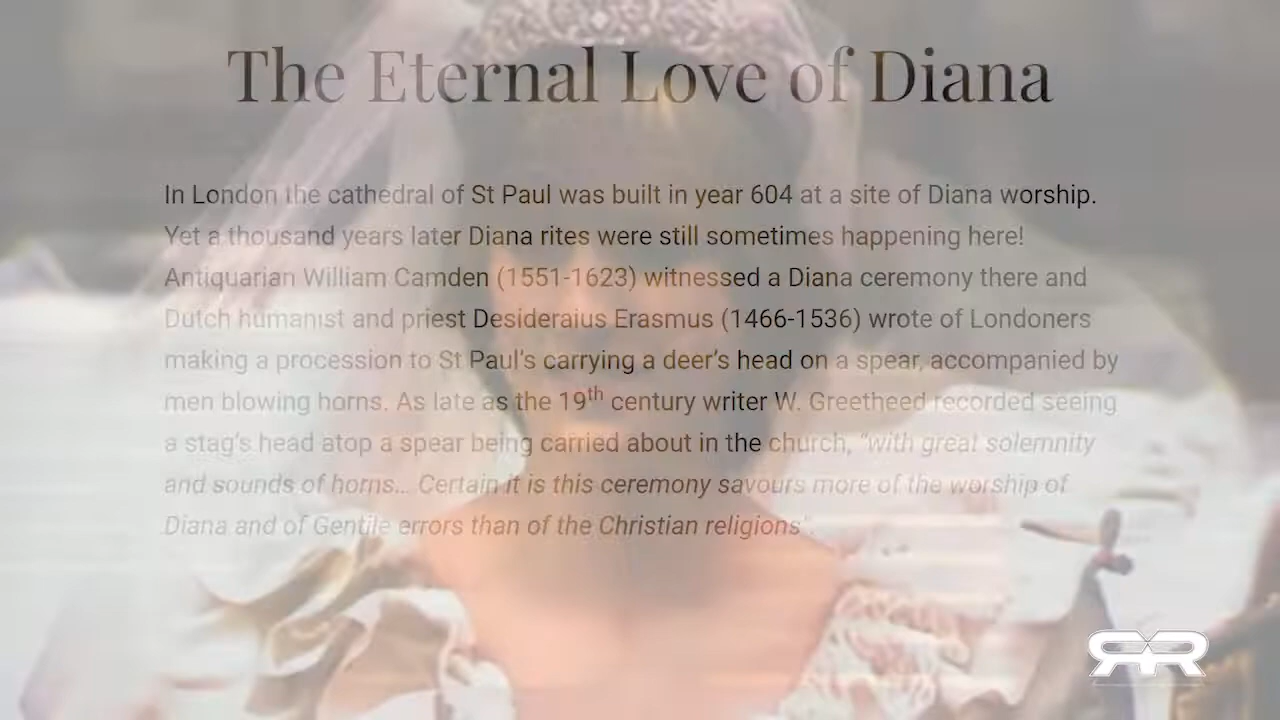 The Eternal Love of Diana
In London the cathedral of St Paul was built in year 604 at a site of Diana worship.
Yet a thousand years later Diana rites were still sometimes happening here!
Antiquarian William Camden (1551-1623) witnessed a Diana ceremony there and
Dutch humanist and priest Desideraius Erasmus (1466-1536) wrote of Londoners
making a procession to St Paul's carrying a deer's head on a spear, accompanied by
men blowing horns. As late as the 19th century writer W. Greetheed recorded seeing
a stag's head atop a spear being carried about in the church, "with great solemnity
and sounds of horns... Certain it is this ceremony savours more of the worship of
Diana and of Gentile errors than of the Christian religions'.
RR